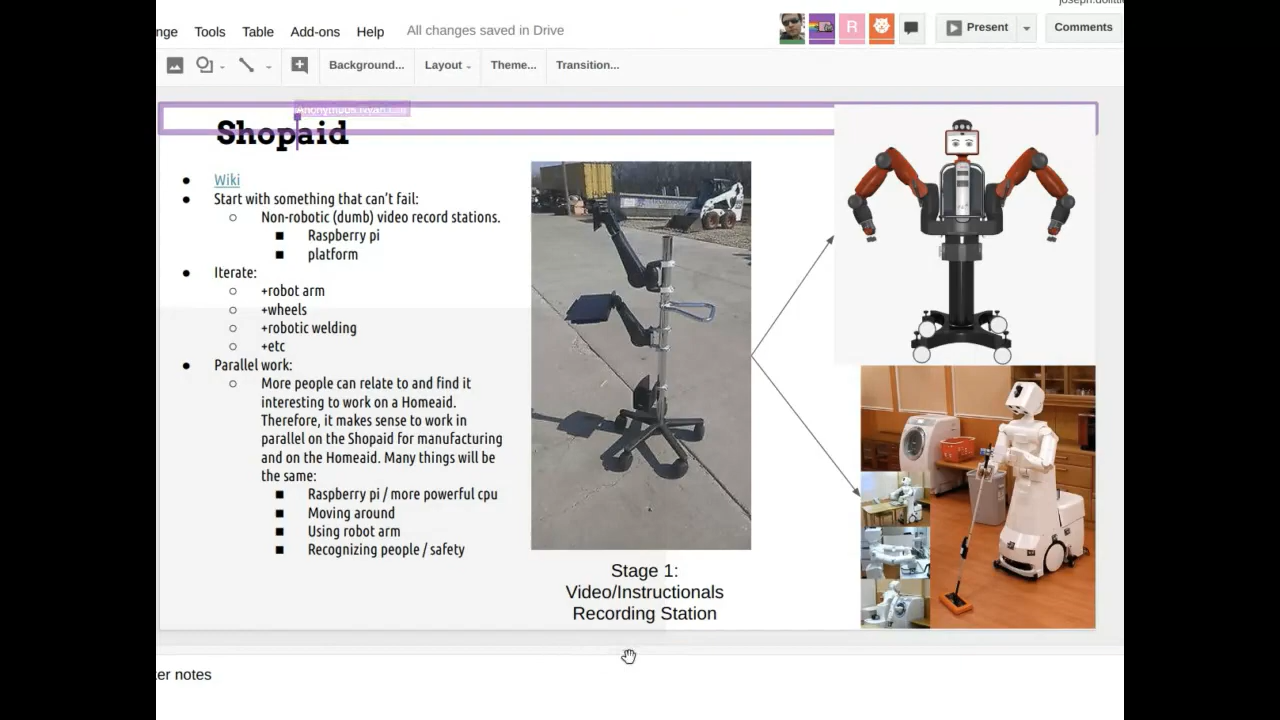 nge Tools Table Add-ons Help All changes saved in Drive R Present Comments
Background... Layout Theme... Transition...
Shopaid
Wiki
Start with something that can't fail:
Non-robotic (dumb) video record stations.
Raspberry pi
platform
Iterate:
+robot arm
+wheels
+robotic welding
+etc
Parallel work:
More people can relate to and find it
interesting to work on a Homeaid.
Therefore, it makes sense to work in
parallel on the Shopaid for manufacturing
and on the Homeaid. Many things will be
the same:
Raspberry pi / more powerful cpu
Moving around
Using robot arm
Recognizing people / safety
Stage 1:
Video/Instructionals
Recording Station
ker notes